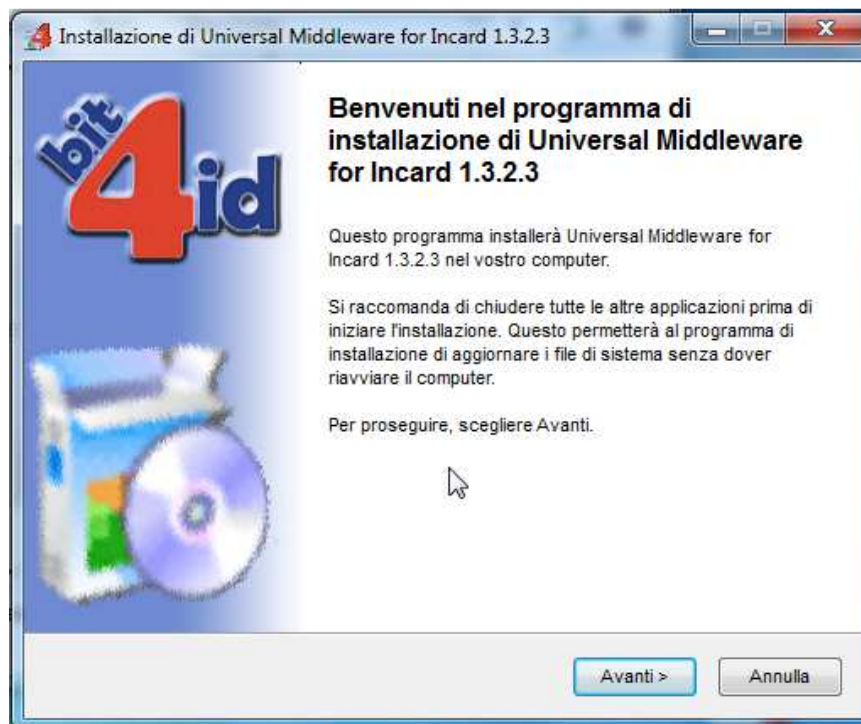 Installazione di Universal Middleware for Incard 1.3.2.3
bit
4
id
Benvenuti nel programma di
installazione di Universal Middleware
for Incard 1.3.2.3
Questo programma installerà Universal Middleware for
Incard 1.3.2.3 nel vostro computer.
Si raccomanda di chiudere tutte le altre applicazioni prima di
iniziare l'installazione. Questo permetterà al programma di
installazione di aggiornare i file di sistema senza dover
riavviare il computer.
Per proseguire, scegliere Avanti.
Avanti >
Annulla